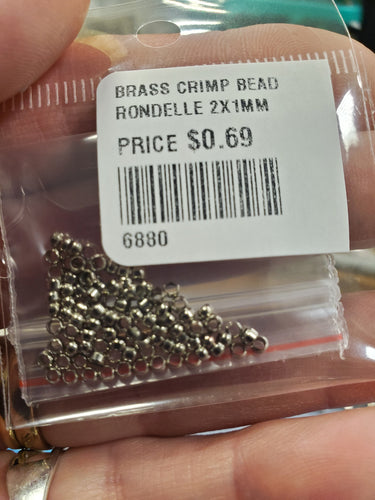 BRASS CRIMP BEAD
RONDELLE 2X1MM
PRICE $0.69
6880